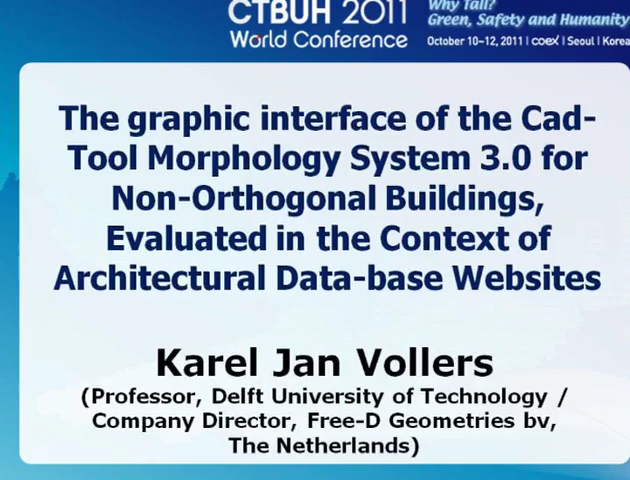 CTBUH 2011
World Conference
Why Tall?
Green, Safety and Humanity
October 10-12, 2011 | coex | Seoul | Korea
The graphic interface of the Cad-
Tool Morphology System 3.0 for
Non-Orthogonal Buildings,
Evaluated in the Context of
Architectural Data-base Websites
Karel Jan Vollers
(Professor, Delft University of Technology /
Company Director, Free-D Geometries bv,
The Netherlands)